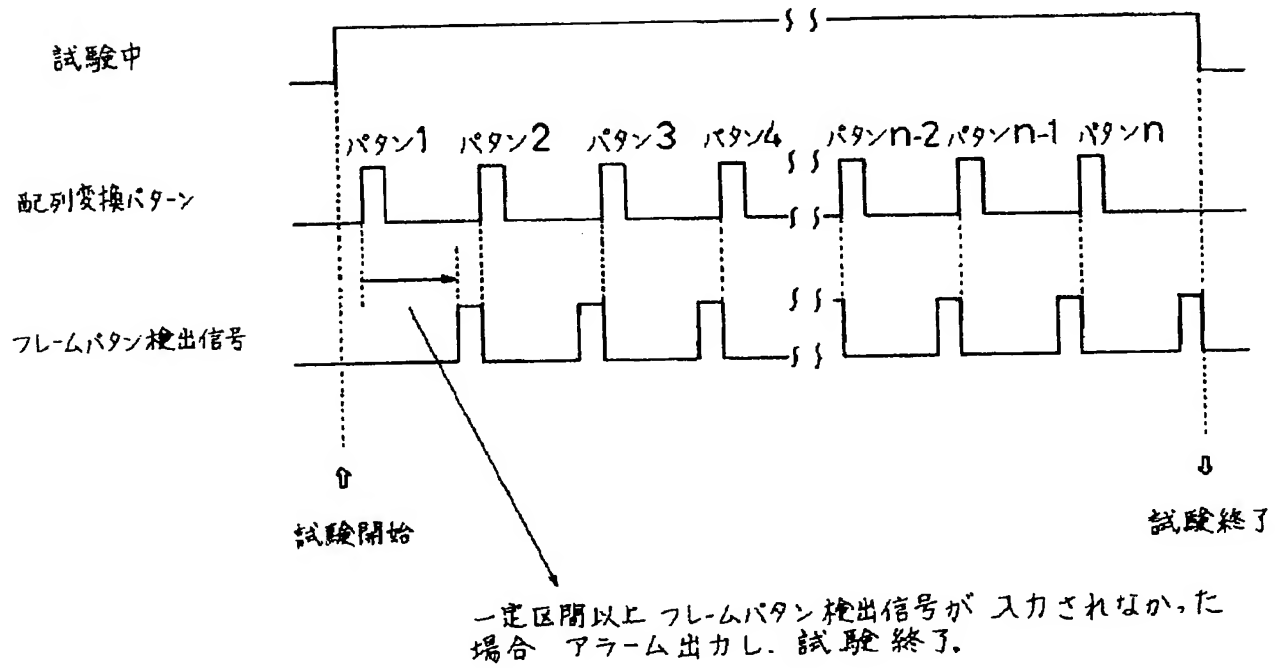 試験中
パタン1 パタン2 パタン3 パタン4 パタンn-2 パタンn-1 パタンn
配列変換パターン
フレームパタン検出信号
試験開始
試験終了
一定区間以上フレームパタン検出信号が入力されなかった
場合 アラーム出力し、試験終了。